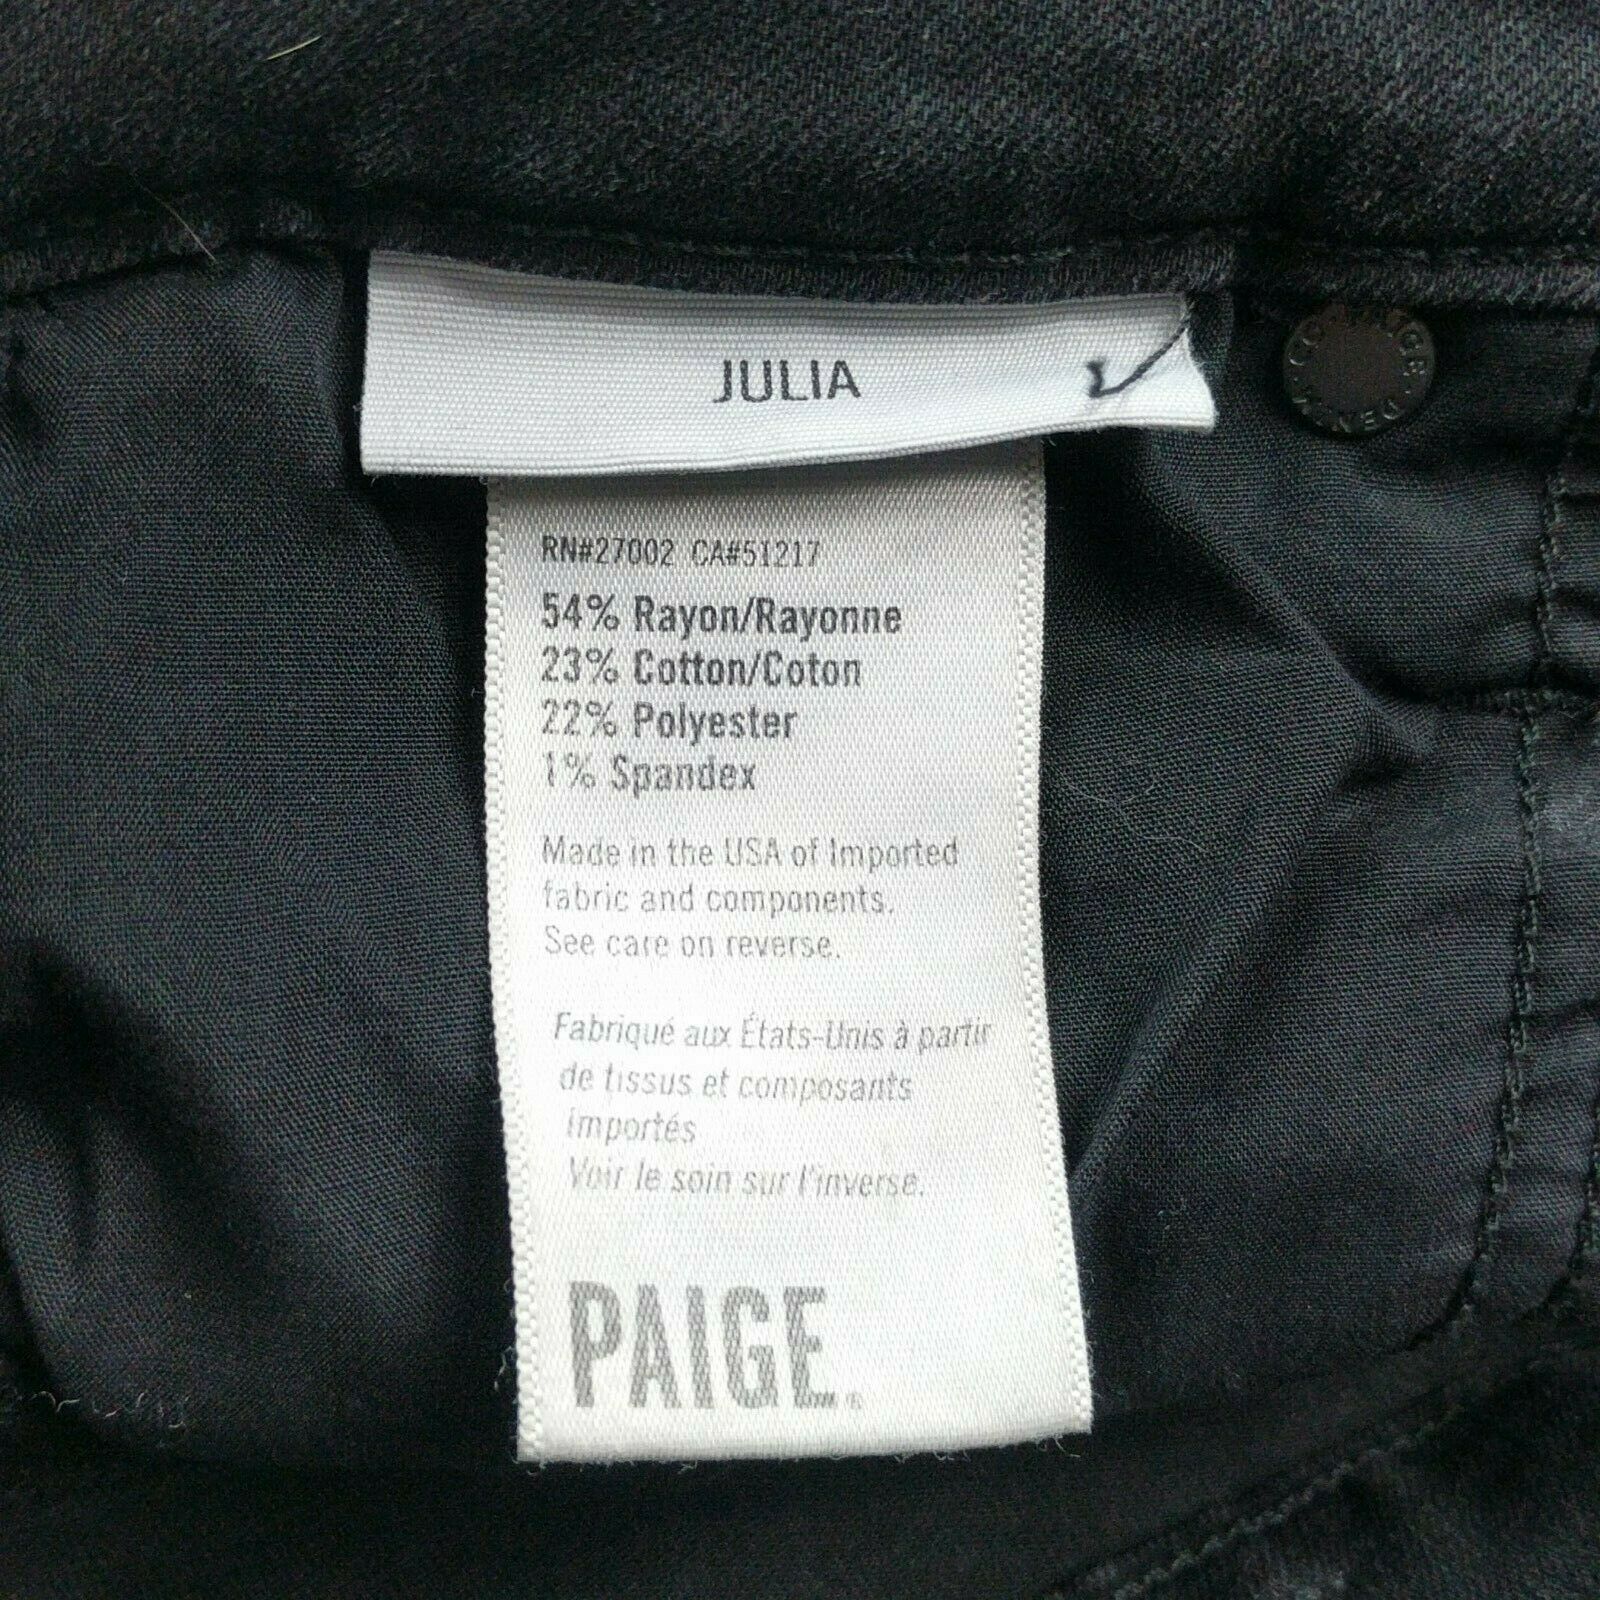 JULIA
RN#27002 CA#51217
54% Rayon/Rayonne
23% Cotton/Coton
22% Polyester
1% Spandex
Made in the USA of Imported
fabric and components.
See care on reverse.
Fabriqué aux États-Unis à partir
de tissus et composants
importés
Voir le soin sur l'inverse.
PAIGE®